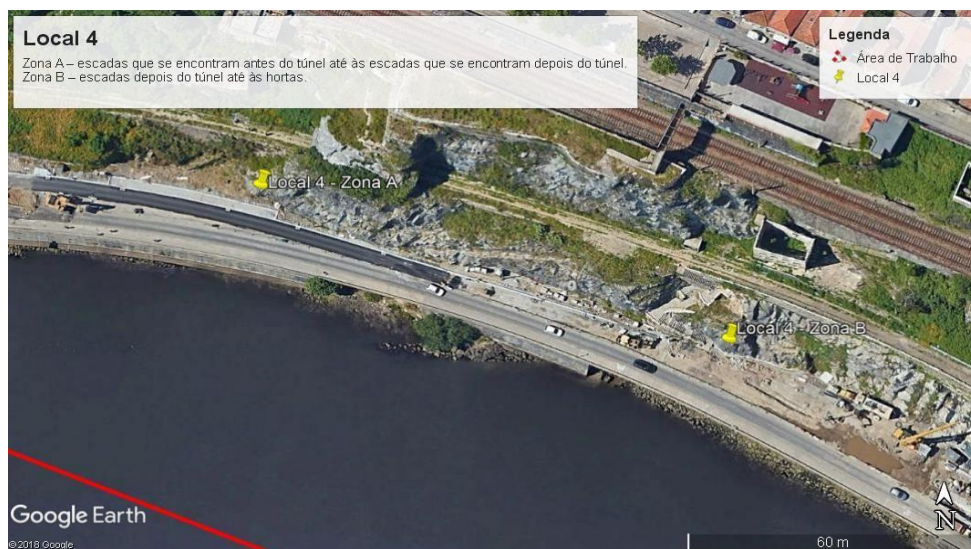 Local 4
Zona A – escadas que se encontram antes do túnel até às escadas que se encontram depois do túnel.
Zona B – escadas depois do túnel até às hortas.
Legenda
Área de Trabalho
Local 4
Local 4 - Zona A
Local 4 - Zona B
Google Earth
N
© 2018 Google
60 m